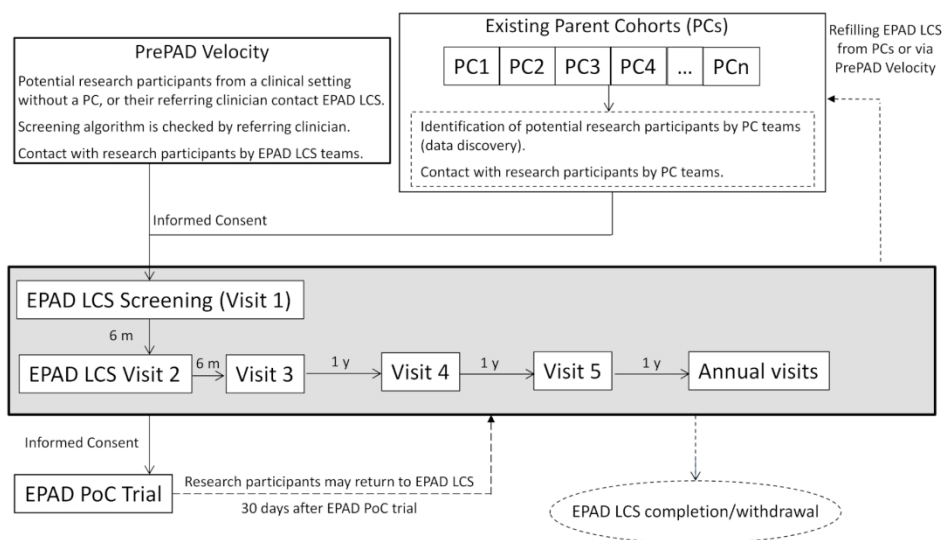 PrePAD Velocity
Potential research participants from a clinical setting
without a PC, or their referring clinician contact EPAD LCS.
Screening algorithm is checked by referring clinician.
Contact with research participants by EPAD LCS teams.
Existing Parent Cohorts (PCs)
PC1 PC2 PC3 PC4 ... PCn
Identification of potential research participants by PC teams
(data discovery).
Contact with research participants by PC teams.
Refilling EPAD LCS
from PCs or via
PrePAD Velocity
Informed Consent
EPAD LCS Screening (Visit 1)
6 m
EPAD LCS Visit 2
6 m
Visit 3
1 y
Visit 4
1 y
Visit 5
1 y
Annual visits
Informed Consent
EPAD PoC Trial
Research participants may return to EPAD LCS
30 days after EPAD PoC trial
EPAD LCS completion/withdrawal